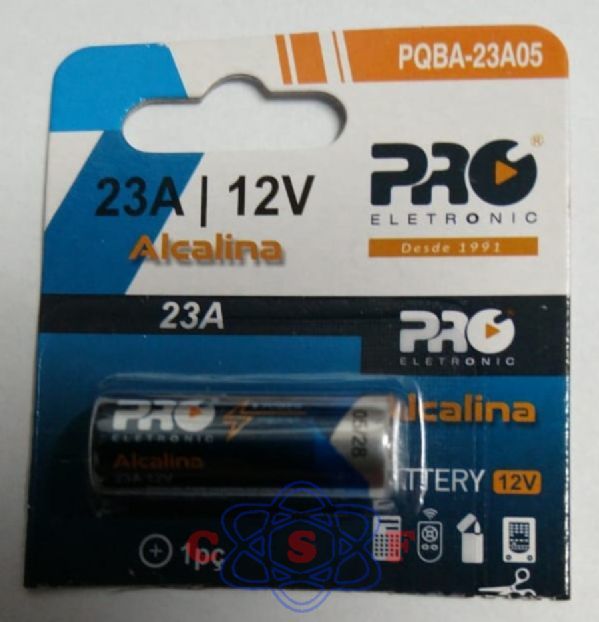 PQBA-23A05
PRO®
ELETRONIC
Desde 1991
23A | 12V
Alcalina
23A
PRO
ELETRONIC
lcalina
TTERY 12V
PRO
ELETRONIC
05/28
Alcalina
23A 12V
+ 1pç
C S F